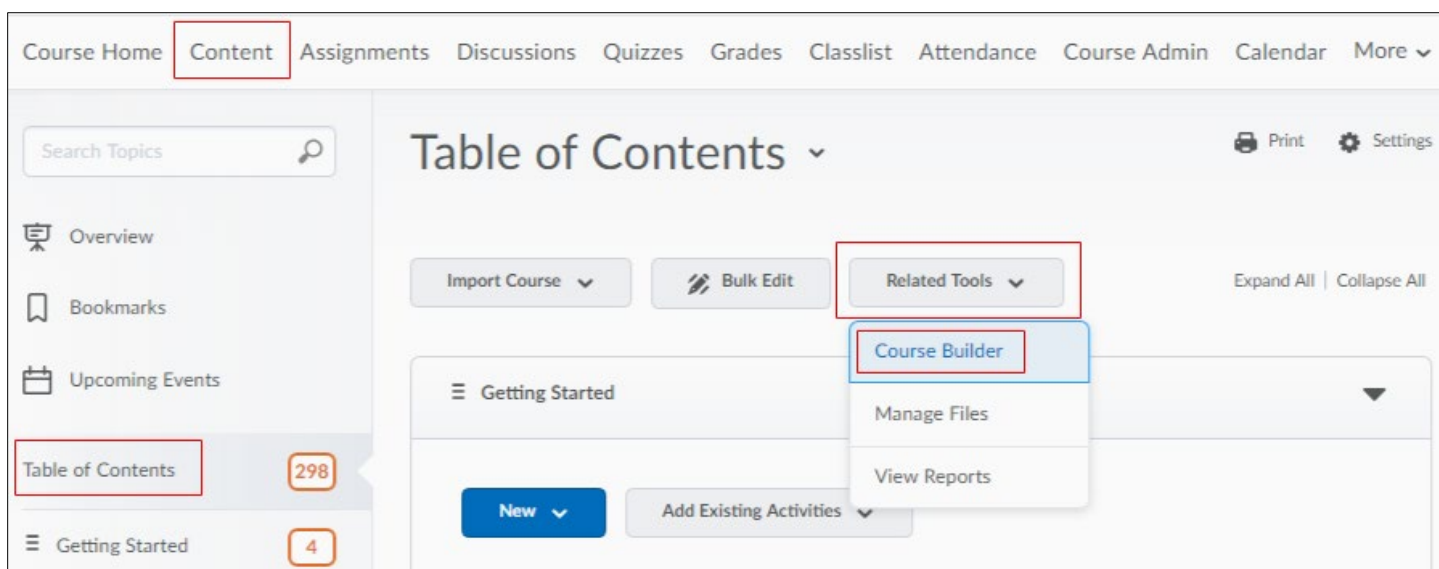 Course Home Content Assignments Discussions Quizzes Grades Classlist Attendance Course Admin Calendar More
Search Topics
Overview
Bookmarks
Upcoming Events
Table of Contents 298
Getting Started 4
Table of Contents
Print Settings
Import Course Bulk Edit Related Tools Expand All | Collapse All
Course Builder
Manage Files
View Reports
Getting Started
New Add Existing Activities